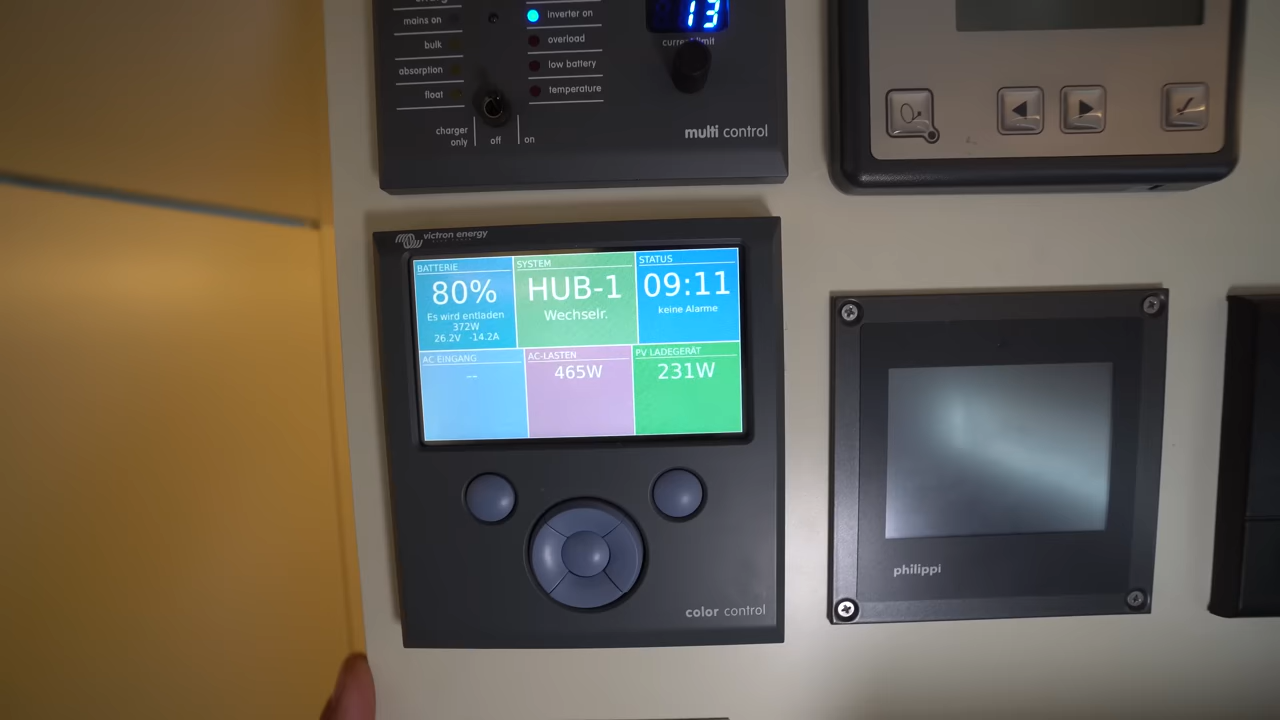 mains on
bulk
absorption
float
charger
only
off
on
inverter on
overload
low battery
temperature
13
current limit
multi control
victron energy
BATTERIE
80%
Es wird entladen
372W
26.2V -14.2A
SYSTEM
HUB-1
Wechselr.
STATUS
09:11
keine Alarme
AC EINGANG
--
AC-LASTEN
465W
PV LADEGERÄT
231W
color control
philippi